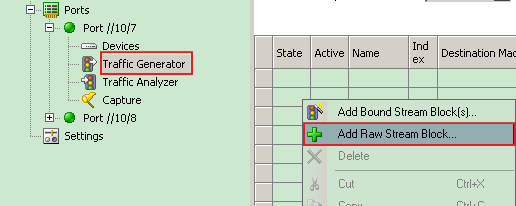 Ports
Port //10/7
Devices
Traffic Generator
Traffic Analyzer
Capture
Port //10/8
Settings
State Active Name Ind ex Destination Mac
Add Bound Stream Block(s)...
Add Raw Stream Block...
Delete
Cut Ctrl+X
Copy Ctrl+C